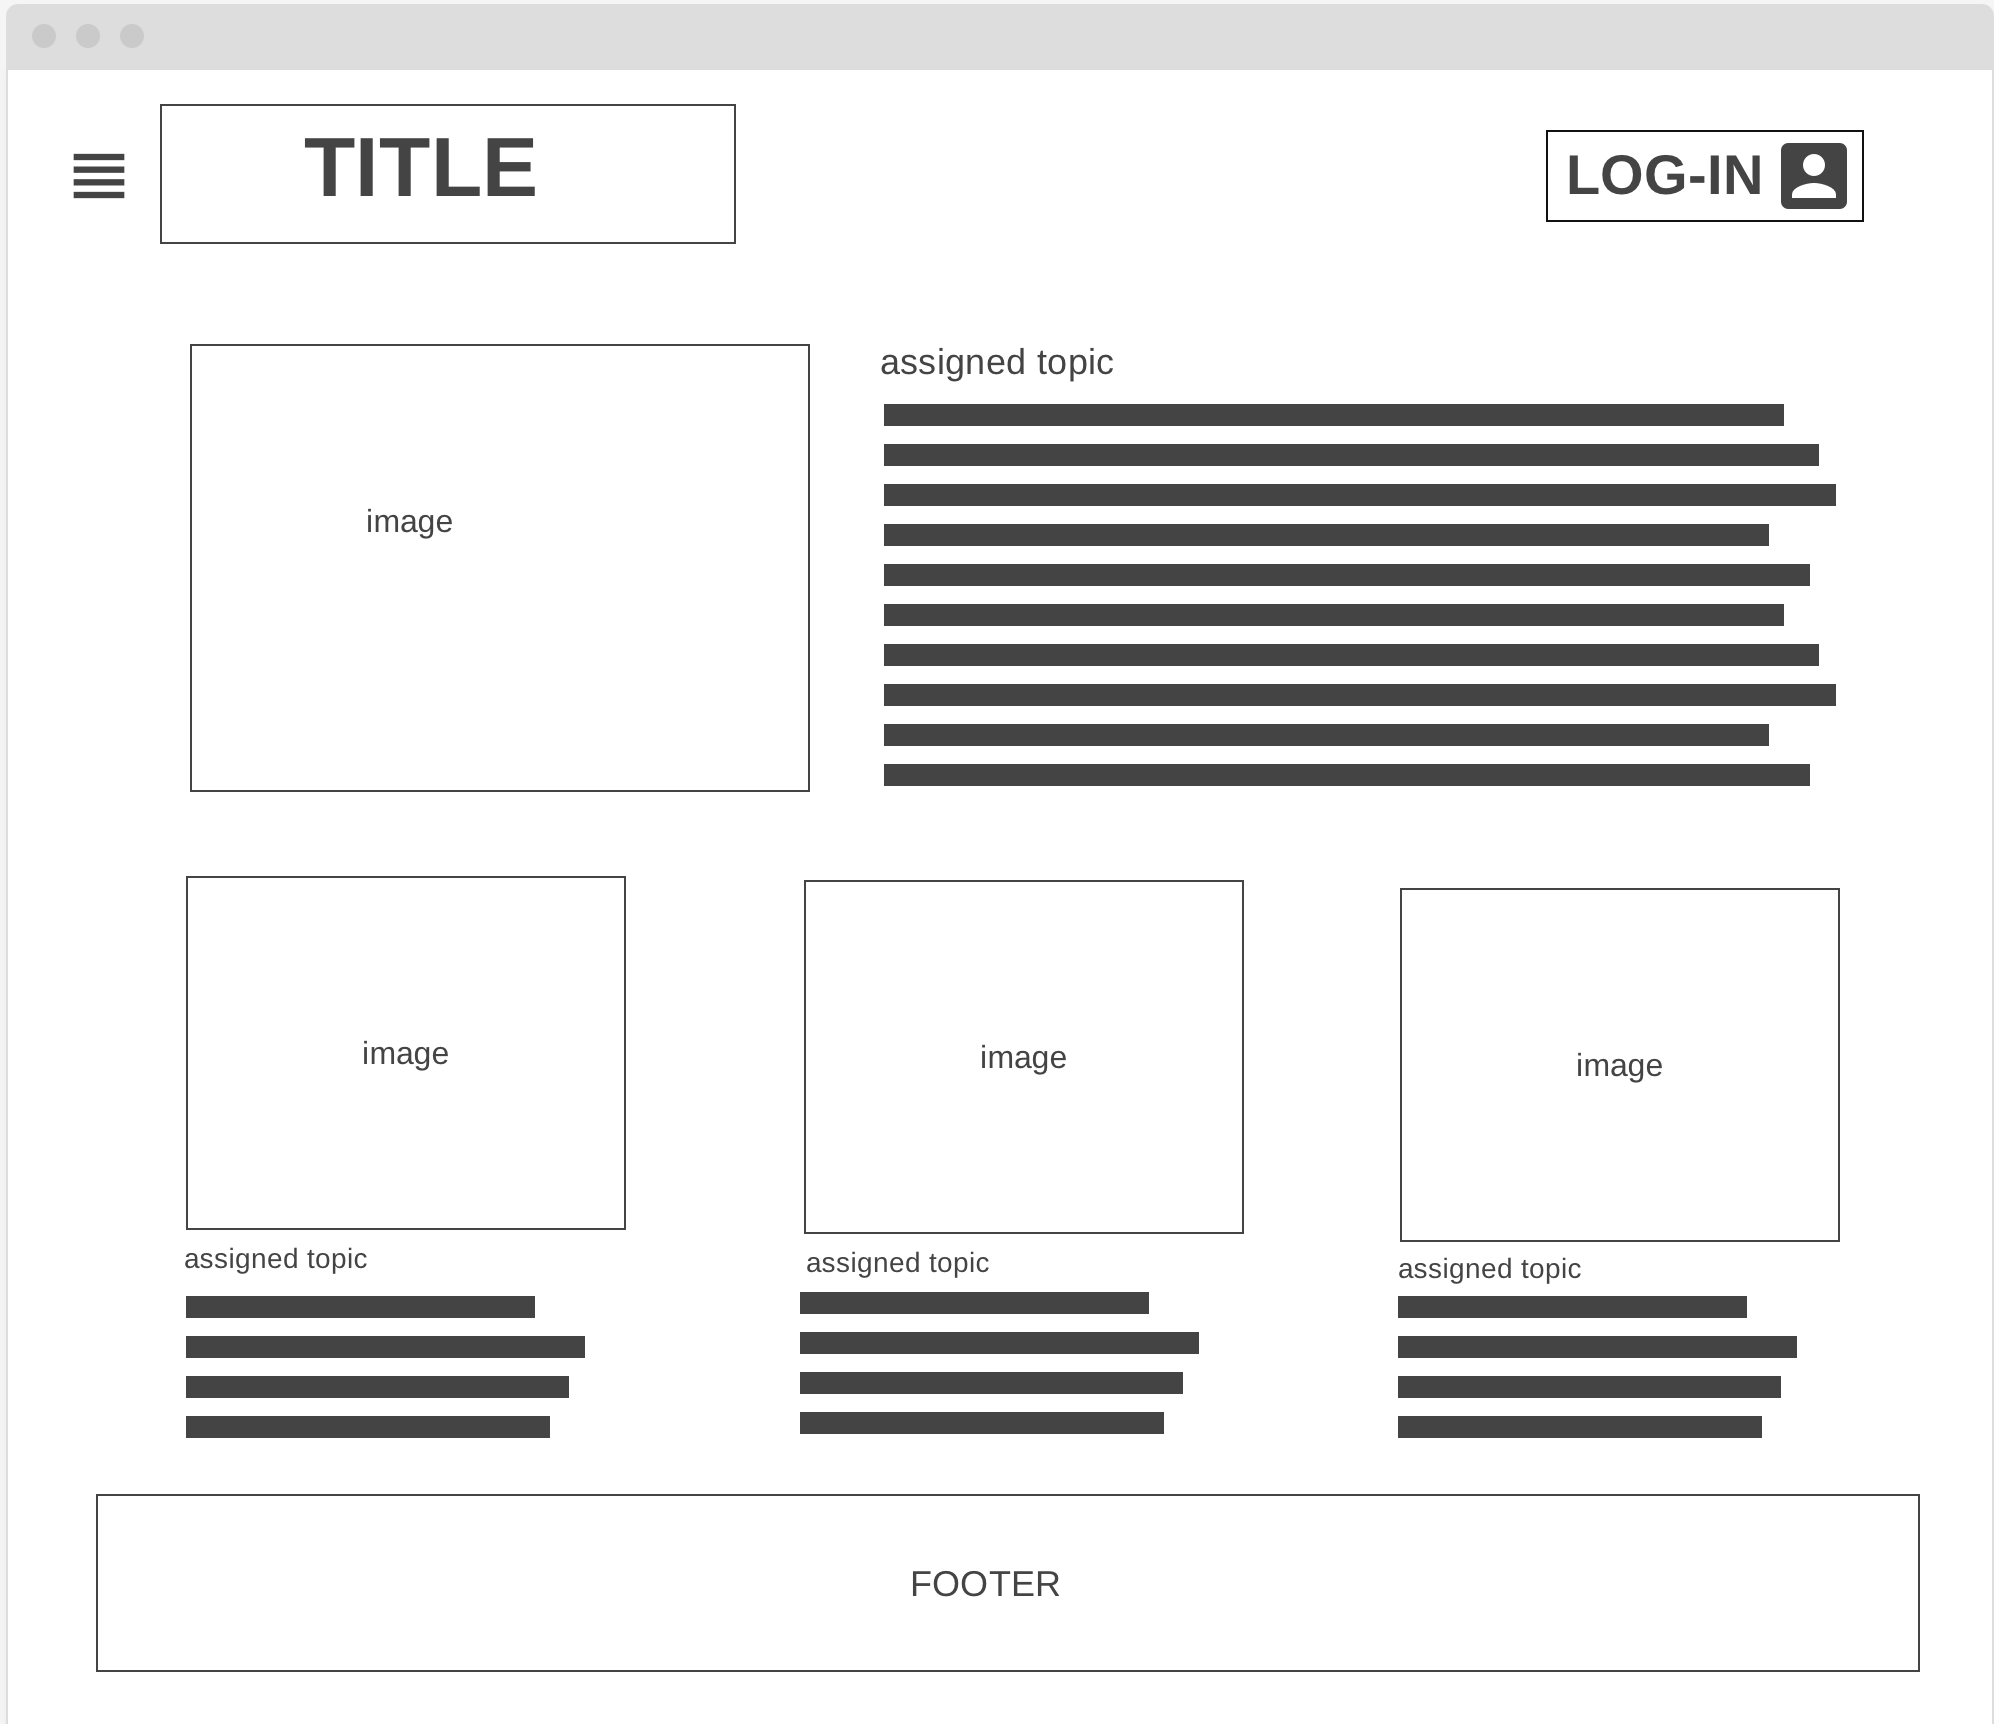 TITLE
LOG-IN
assigned topic
image
image
image
image
assigned topic
assigned topic
assigned topic
FOOTER